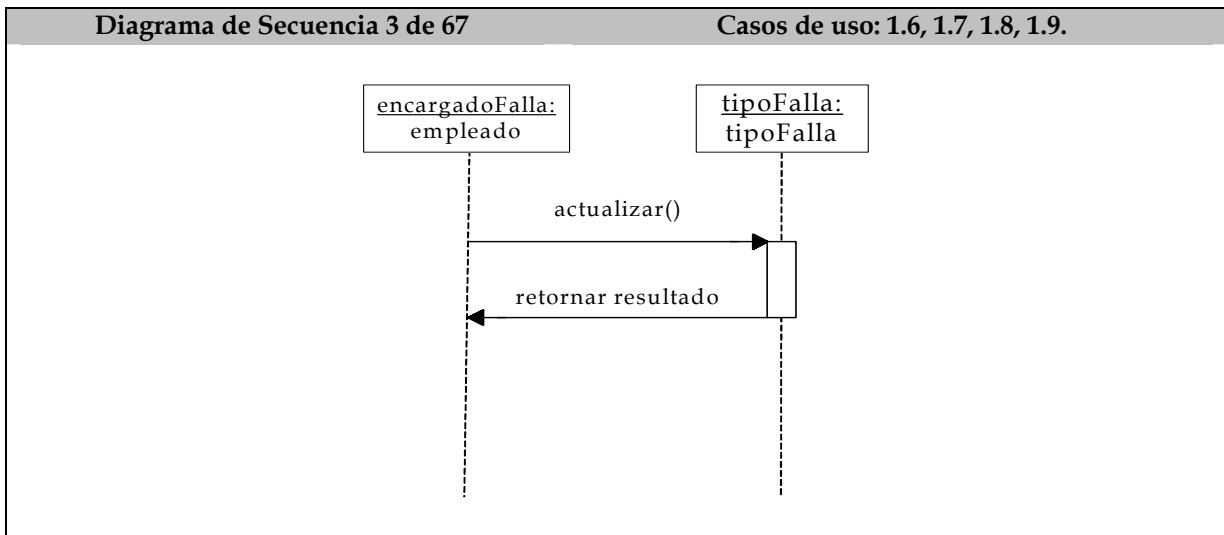 Diagrama de Secuencia 3 de 67
Casos de uso: 1.6, 1.7, 1.8, 1.9.
encargadoFalla:
empleado
tipoFalla:
tipoFalla
actualizar()
retornar resultado